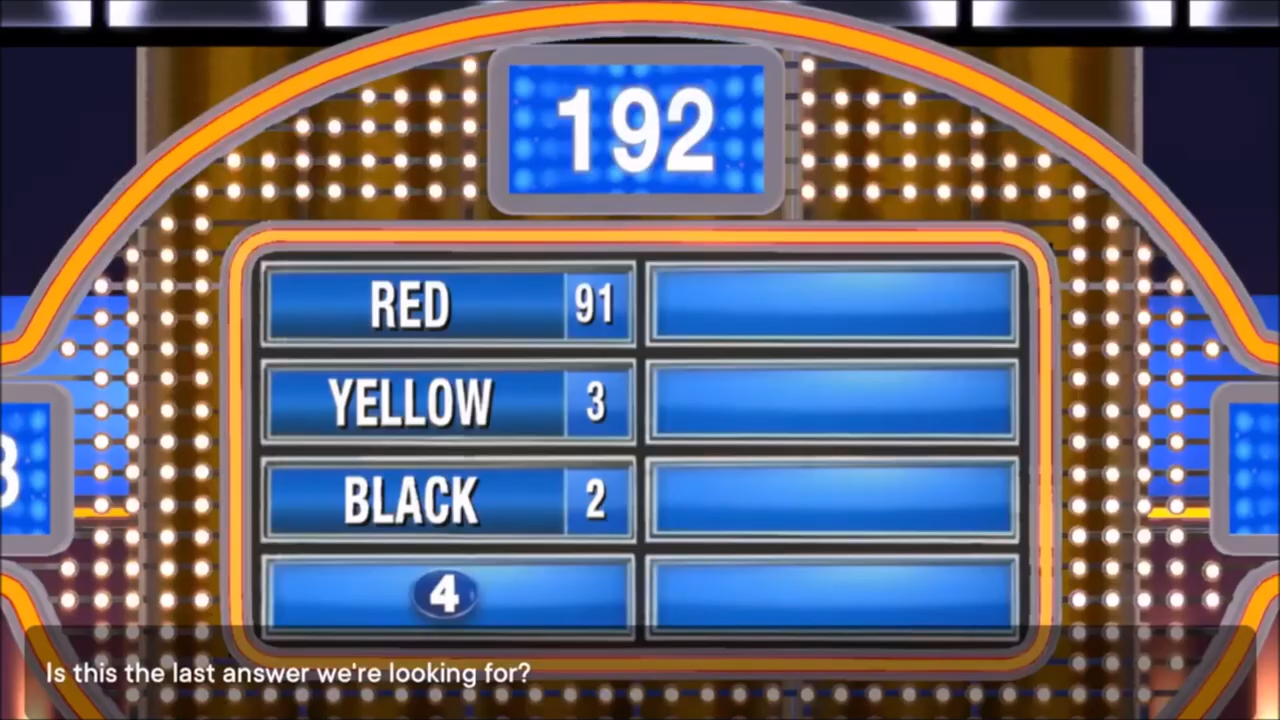 192
RED 91
YELLOW 3
BLACK 2
4
Is this the last answer we're looking for?